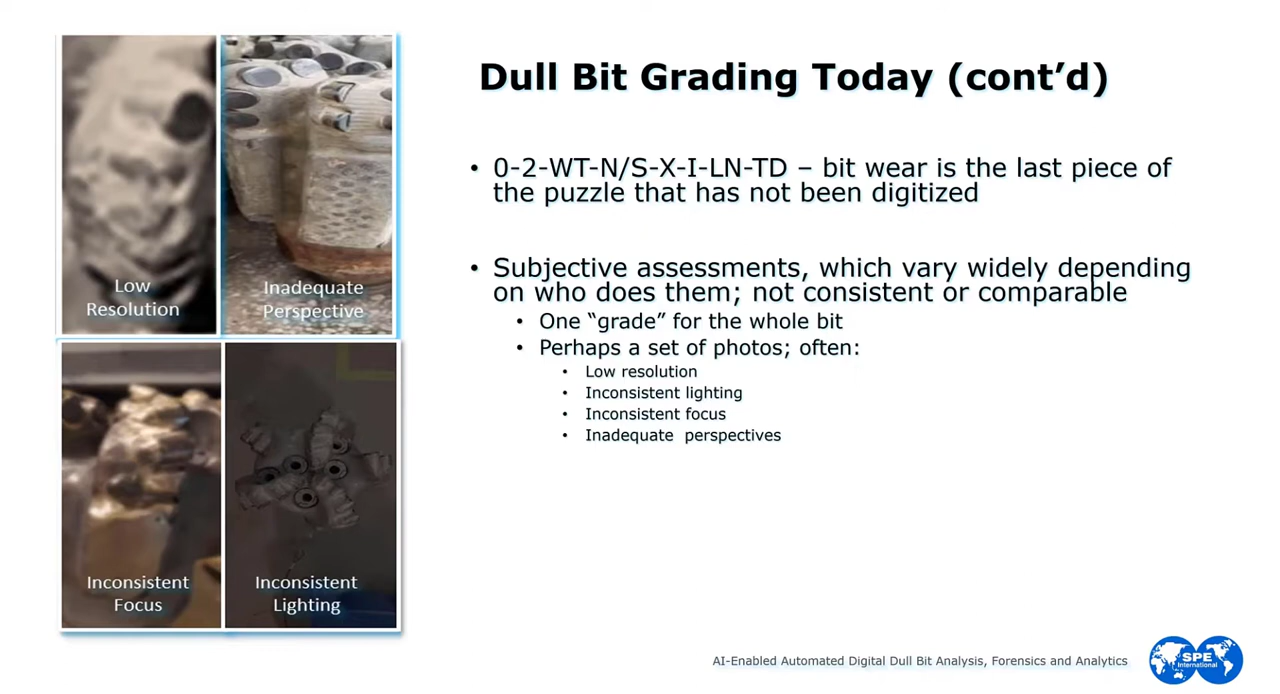 Dull Bit Grading Today (cont’d)
• 0-2-WT-N/S-X-I-LN-TD – bit wear is the last piece of
the puzzle that has not been digitized
• Subjective assessments, which vary widely depending
on who does them; not consistent or comparable
• One “grade” for the whole bit
• Perhaps a set of photos; often:
• Low resolution
• Inconsistent lighting
• Inconsistent focus
• Inadequate perspectives
Low
Resolution
Inadequate
Perspective
Inconsistent
Focus
Inconsistent
Lighting
AI-Enabled Automated Digital Dull Bit Analysis, Forensics and Analytics
SPE
International